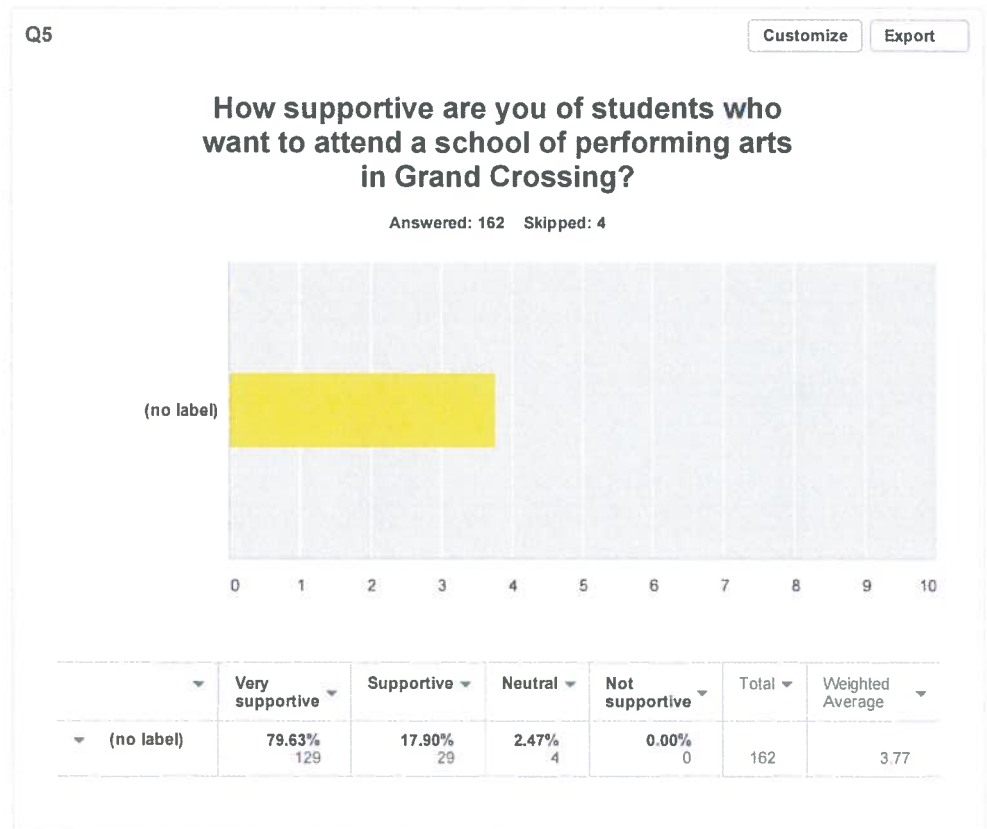 Q5
Customize
Export
How supportive are you of students who
want to attend a school of performing arts
in Grand Crossing?
Answered: 162 Skipped: 4
(no label)
0 1 2 3 4 5 6 7 8 9 10
Very supportive Supportive Neutral Not supportive Total Weighted Average
(no label) 79.63% 17.90% 2.47% 0.00%
129 29 4 0 162 3.77